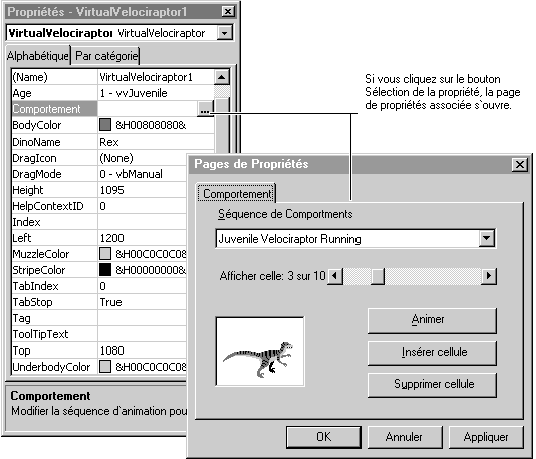 Propriétés - VirtualVelociraptor1
VirtualVelociraptor1 VirtualVelociraptor
Alphabétique Par catégorie
(Name) VirtualVelociraptor1
Age 1 - vvJuvenile
Comportement ...
BodyColor &H00808080&
DinoName Rex
DragIcon (None)
DragMode 0 - vbManual
Height 1095
HelpContextID 0
Index
Left 1200
MuzzleColor &H00C0C0C0&
StripeColor &H00000000&
TabIndex 0
TabStop True
Tag
ToolTipText
Top 1080
UnderbodyColor &H00C0C0C0&
Comportement
Modifier la séquence d`animation pou
Si vous cliquez sur le bouton
Sélection de la propriété, la page
de propriétés associée s`ouvre.
Pages de Propriétés
Comportement
Séquence de Comportments
Juvenile Velociraptor Running
Afficher celle: 3 sur 10
Animer
Insérer cellule
Supprimer cellule
OK Annuler Appliquer